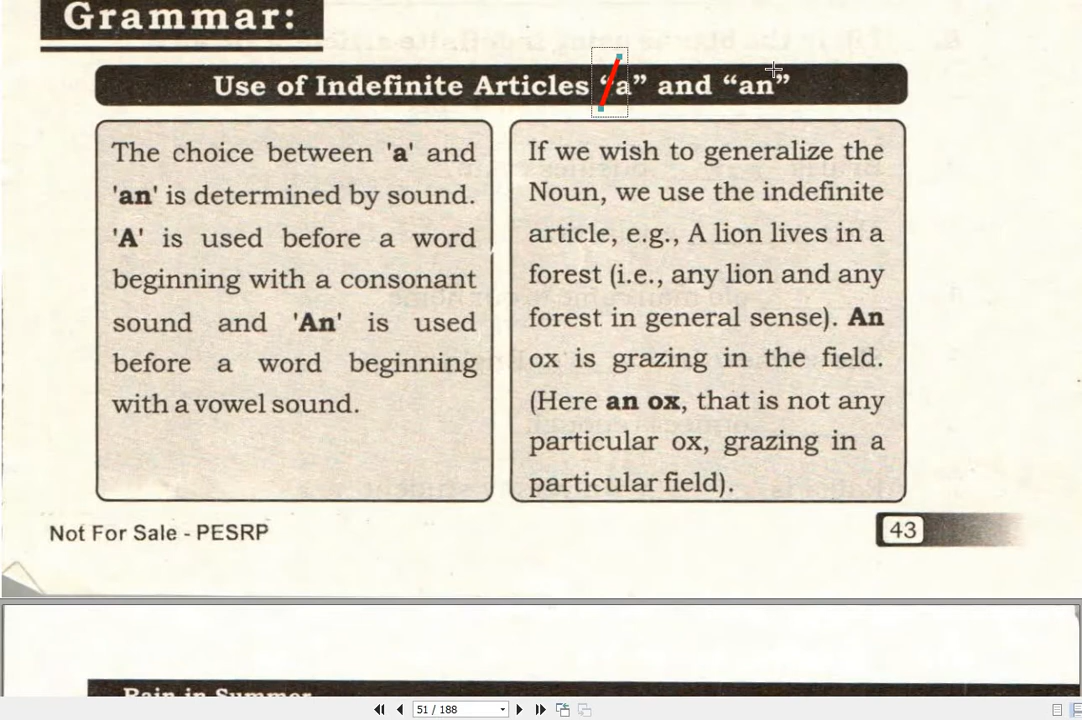 Grammar:
Use of Indefinite Articles “a” and “an”
The choice between 'a' and
'an' is determined by sound.
'A' is used before a word
beginning with a consonant
sound and 'An' is used
before a word beginning
with a vowel sound.
If we wish to generalize the
Noun, we use the indefinite
article, e.g., A lion lives in a
forest (i.e., any lion and any
forest in general sense). An
ox is grazing in the field.
(Here an ox, that is not any
particular ox, grazing in a
particular field).
Not For Sale - PESRP
43
Rain in Summer
51 / 188